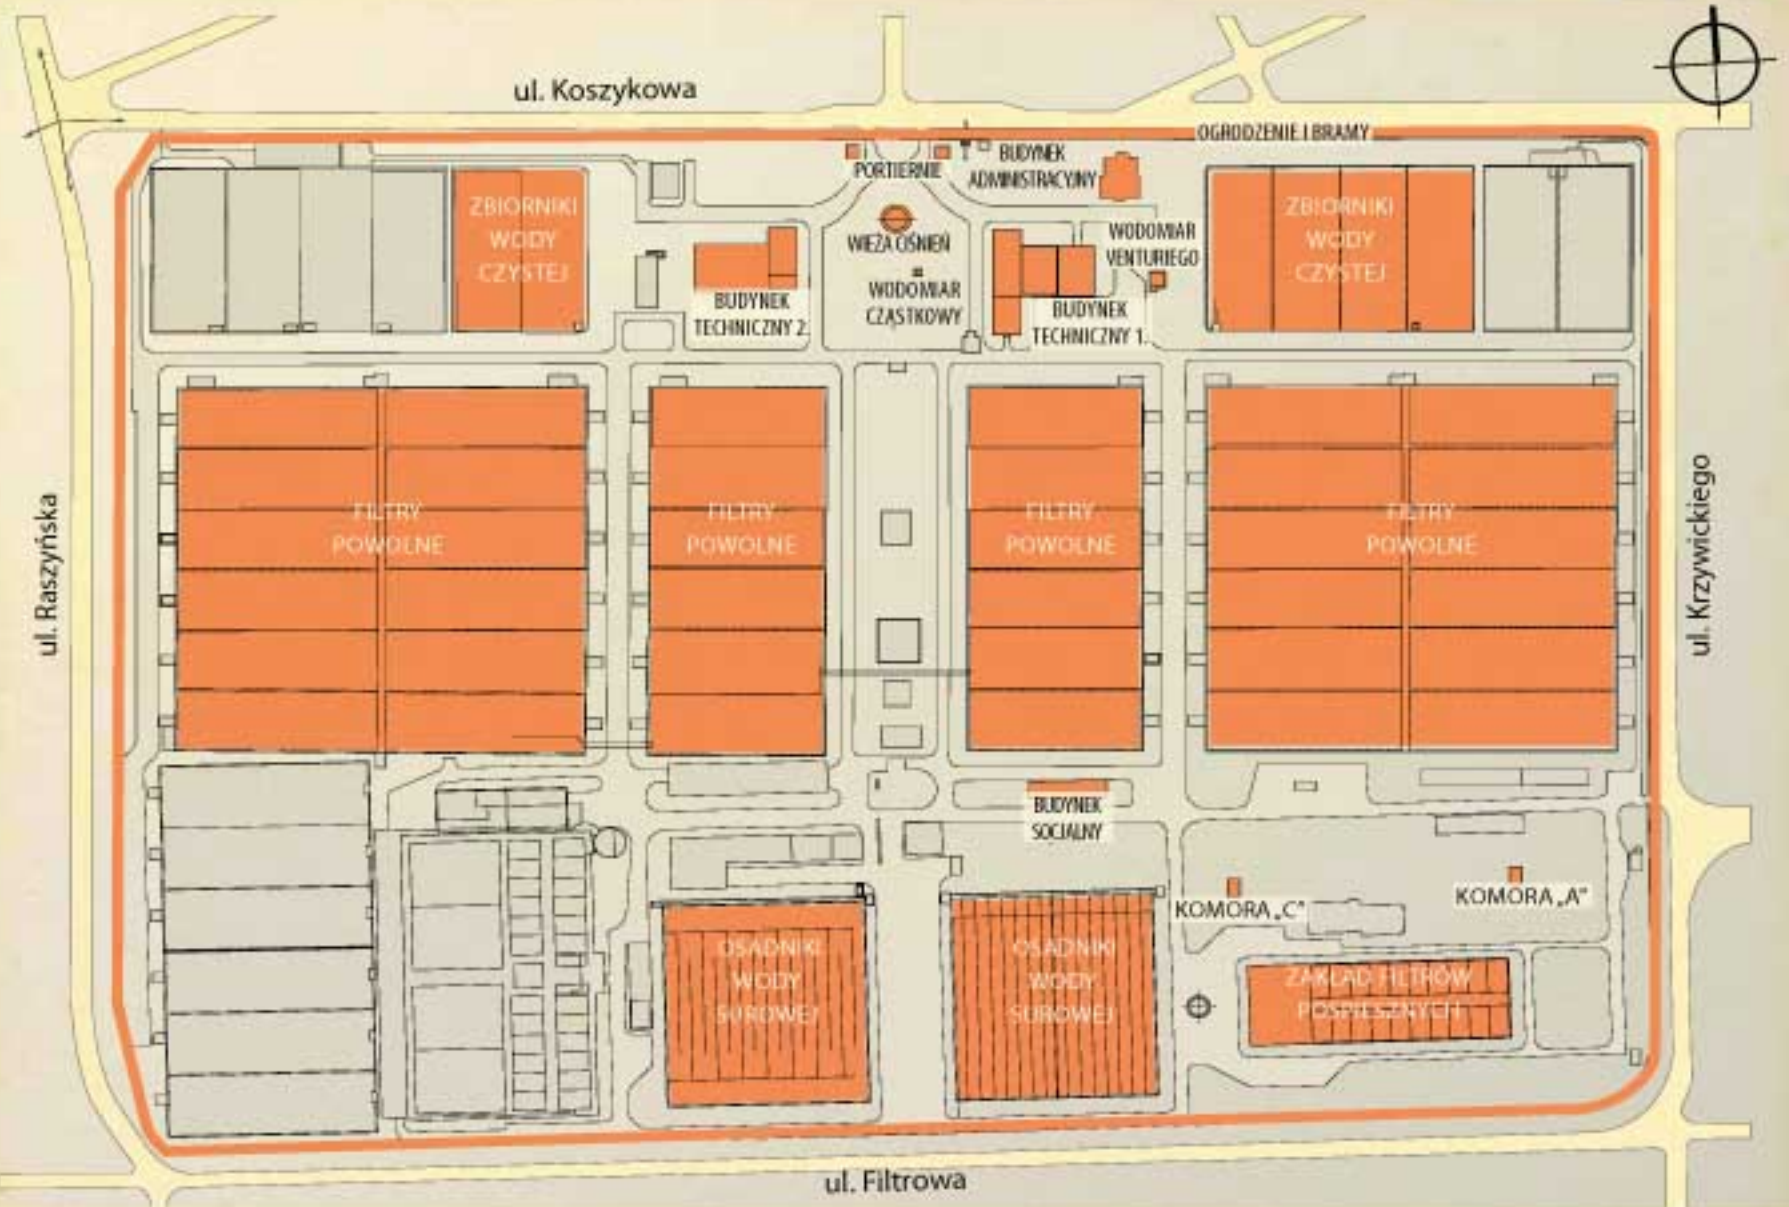 ul. Koszykowa
OGRODZENIE I BRAMY
PORTIERNIE
BUDYNEK
ADMINISTRACYJNY
ZBIORNIKI
WODY
CZYSTEJ
WIEŻA CIŚNIEŃ
WODOMIAR
CZĄSTKOWY
BUDYNEK
TECHNICZNY 2.
WODOMIAR
VENTURIEGO
BUDYNEK
TECHNICZNY 1.
ZBIORNIKI
WODY
CZYSTEJ
ul. Raszyńska
FILTRY
POWOLNE
FILTRY
POWOLNE
FILTRY
POWOLNE
FILTRY
POWOLNE
ul. Krzywickiego
BUDYNEK
SOCJALNY
KOMORA „C"
KOMORA „A"
OSADNIKI
WODY
SUROWEJ
OSADNIKI
WODY
SUROWEJ
ZAKŁAD FILTRÓW
POSPIESZNYCH
ul. Filtrowa